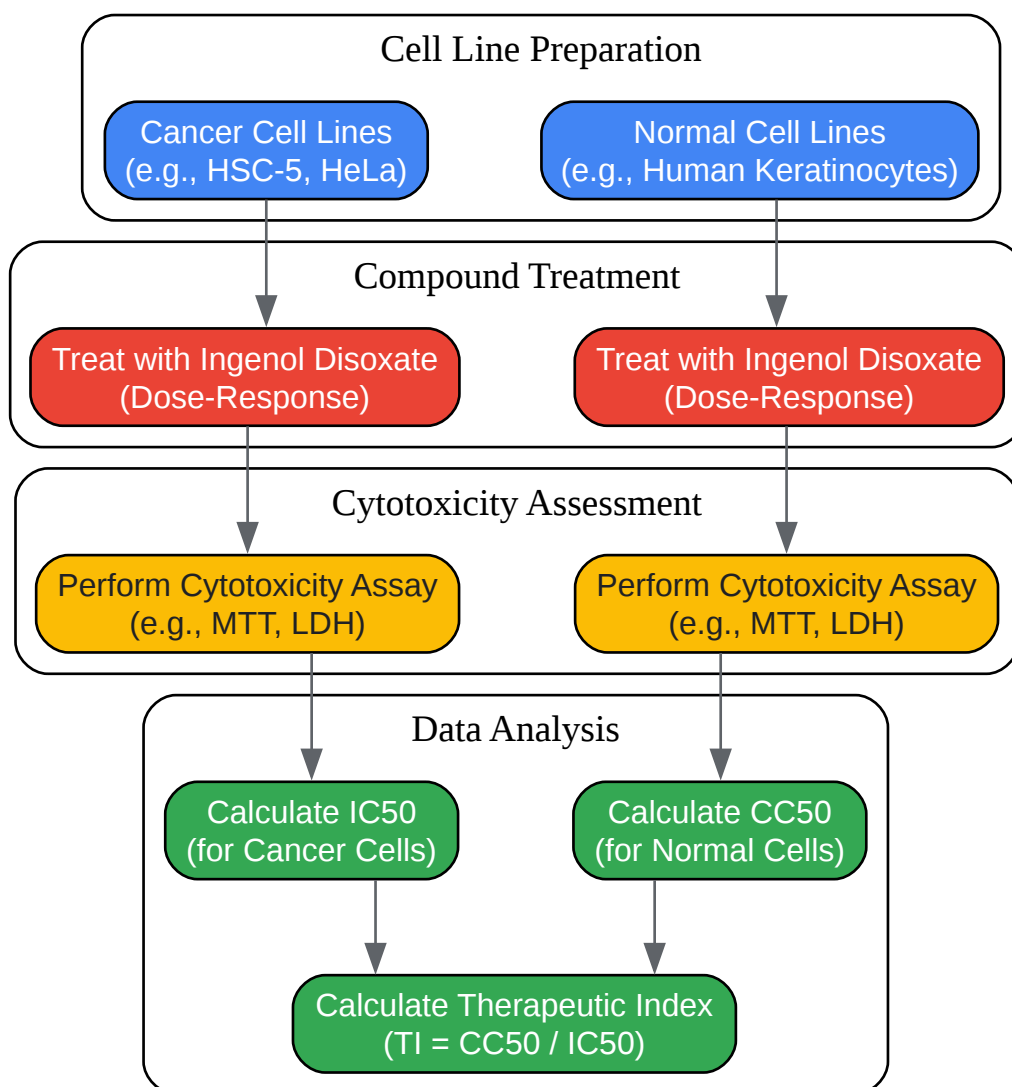 Cell Line Preparation
Cancer Cell Lines
(e.g., HSC-5, HeLa)
Normal Cell Lines
(e.g., Human Keratinocytes)
Compound Treatment
Treat with Ingenol Disoxate
(Dose-Response)
Treat with Ingenol Disoxate
(Dose-Response)
Cytotoxicity Assessment
Perform Cytotoxicity Assay
(e.g., MTT, LDH)
Perform Cytotoxicity Assay
(e.g., MTT, LDH)
Data Analysis
Calculate IC50
(for Cancer Cells)
Calculate CC50
(for Normal Cells)
Calculate Therapeutic Index
(TI = CC50 / IC50)